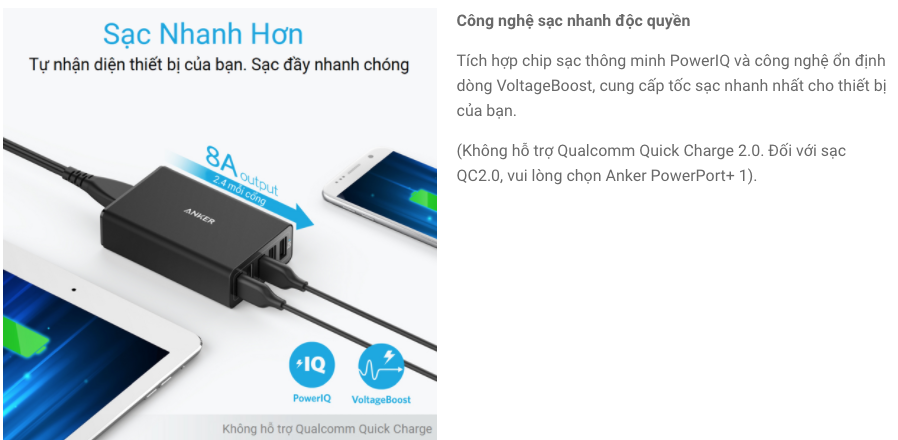 Sạc Nhanh Hơn
Tự nhận diện thiết bị của bạn. Sạc đầy nhanh chóng
8A output
2.4 mỗi cổng
ANKER
IQ
PowerIQ
VoltageBoost
Không hỗ trợ Qualcomm Quick Charge
Công nghệ sạc nhanh độc quyền
Tích hợp chip sạc thông minh PowerIQ và công nghệ ổn định
dòng VoltageBoost, cung cấp tốc sạc nhanh nhất cho thiết bị
của bạn.
(Không hỗ trợ Qualcomm Quick Charge 2.0. Đối với sạc
QC2.0, vui lòng chọn Anker PowerPort+ 1).